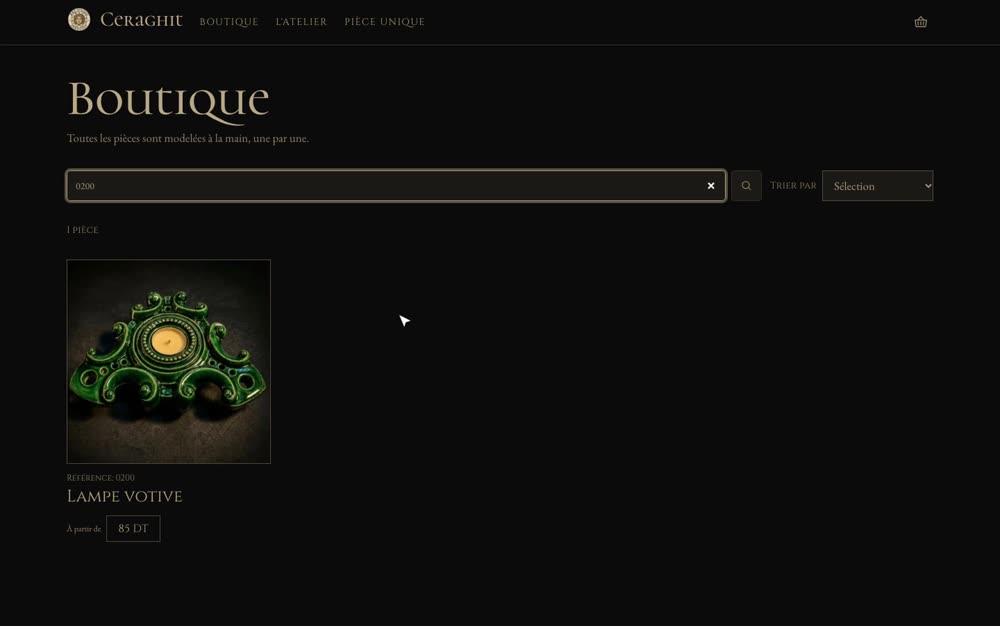 Ceraghit BOUTIQUE L'ATELIER PIÈCE UNIQUE
Boutique
Toutes les pièces sont modelées à la main, une par une.
0200 Trier par Sélection
1 pièce
Référence: 0200
Lampe votive
À partir de 85 DT